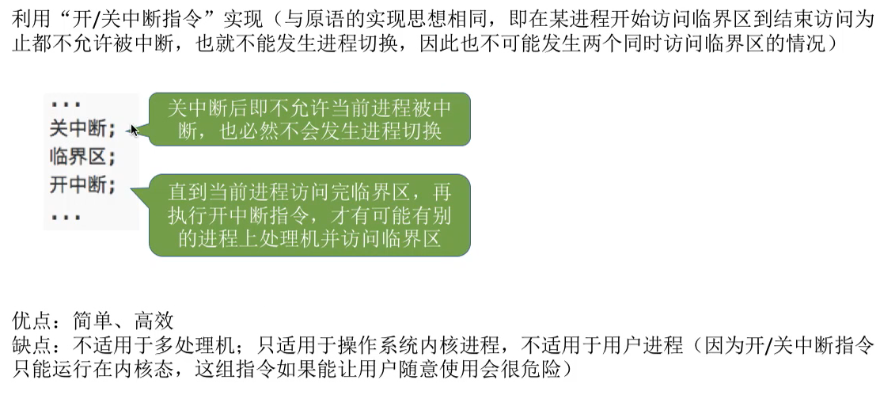 利用“开/关中断指令”实现（与原语的实现思想相同，即在某进程开始访问临界区到结束访问为
止都不允许被中断，也就不能发生进程切换，因此也不可能发生两个同时访问临界区的情况）
...
关中断；
临界区；
开中断；
...
关中断后即不允许当前进程被中
断，也必然不会发生进程切换
直到当前进程访问完临界区，再
执行开中断指令，才有可能有别
的进程上处理机并访问临界区
优点：简单、高效
缺点：不适用于多处理机；只适用于操作系统内核进程，不适用于用户进程（因为开/关中断指令
只能运行在内核态，这组指令如果能让用户随意使用会很危险）